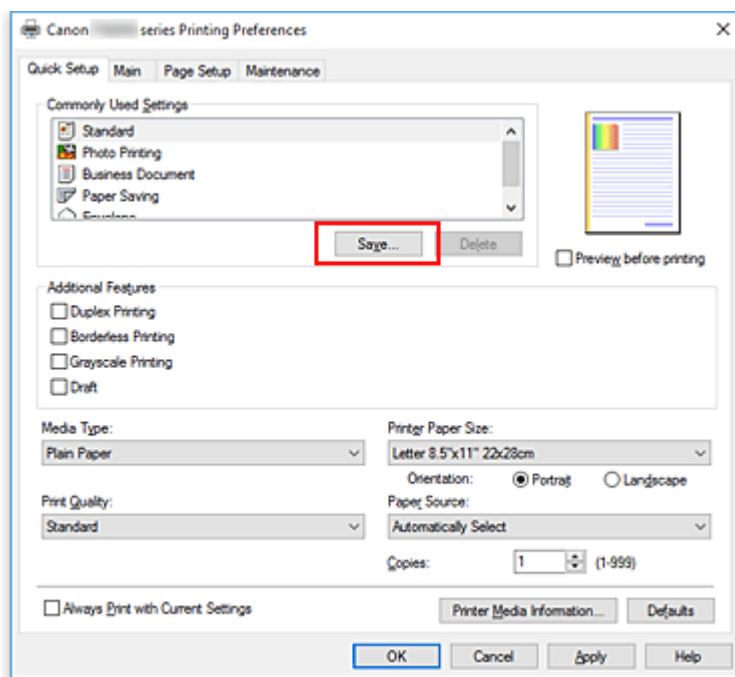 Canon series Printing Preferences
Quick Setup Main Page Setup Maintenance
Commonly Used Settings
Standard
Photo Printing
Business Document
Paper Saving
Envelope
Save... Delete
Preview before printing
Additional Features
Duplex Printing
Borderless Printing
Grayscale Printing
Draft
Media Type: Printer Paper Size:
Plain Paper Letter 8.5"x11" 22x28cm
Orientation: Portrait Landscape
Print Quality: Paper Source:
Standard Automatically Select
Copies: 1 (1-999)
Always Print with Current Settings Printer Media Information... Defaults
OK Cancel Apply Help